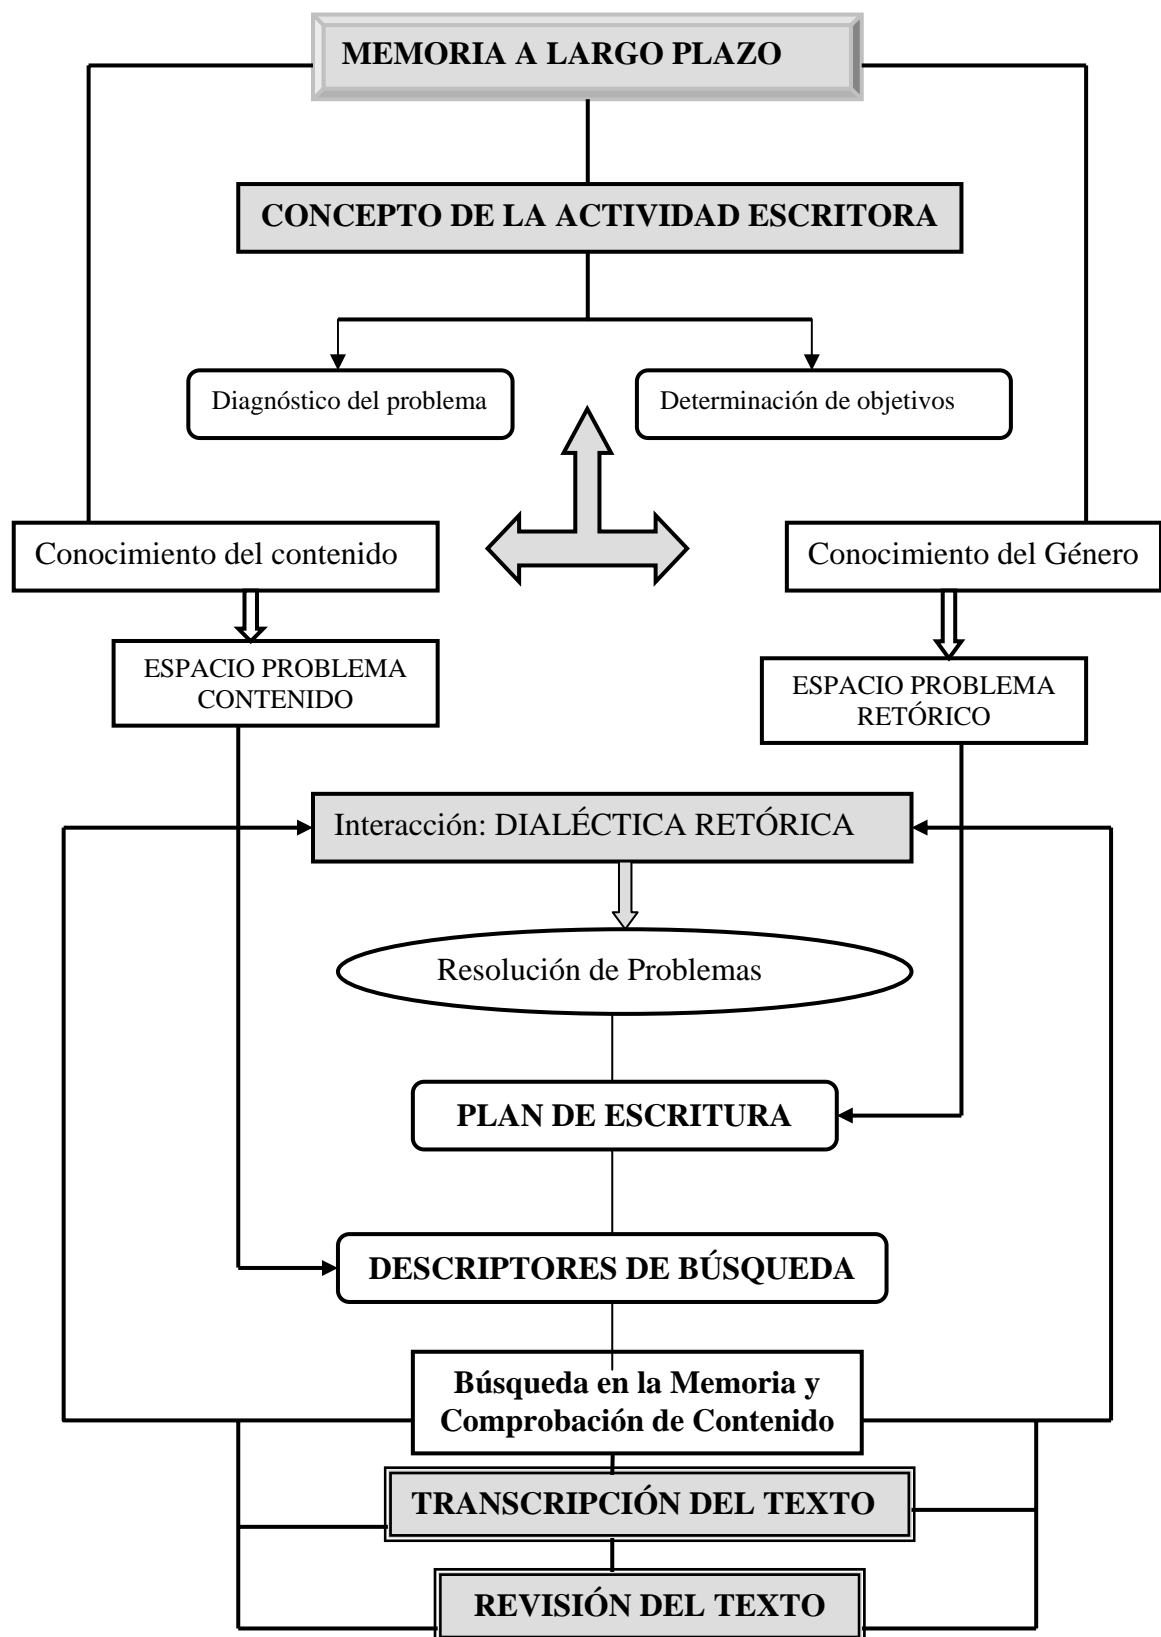 MEMORIA A LARGO PLAZO
CONCEPTO DE LA ACTIVIDAD ESCRITORA
Diagnóstico del problema
Determinación de objetivos
Conocimiento del contenido
Conocimiento del Género
ESPACIO PROBLEMA
CONTENIDO
ESPACIO PROBLEMA
RETÓRICO
Interacción: DIALÉCTICA RETÓRICA
Resolución de Problemas
PLAN DE ESCRITURA
DESCRIPTORES DE BÚSQUEDA
Búsqueda en la Memoria y
Comprobación de Contenido
TRANSCRIPCIÓN DEL TEXTO
REVISIÓN DEL TEXTO